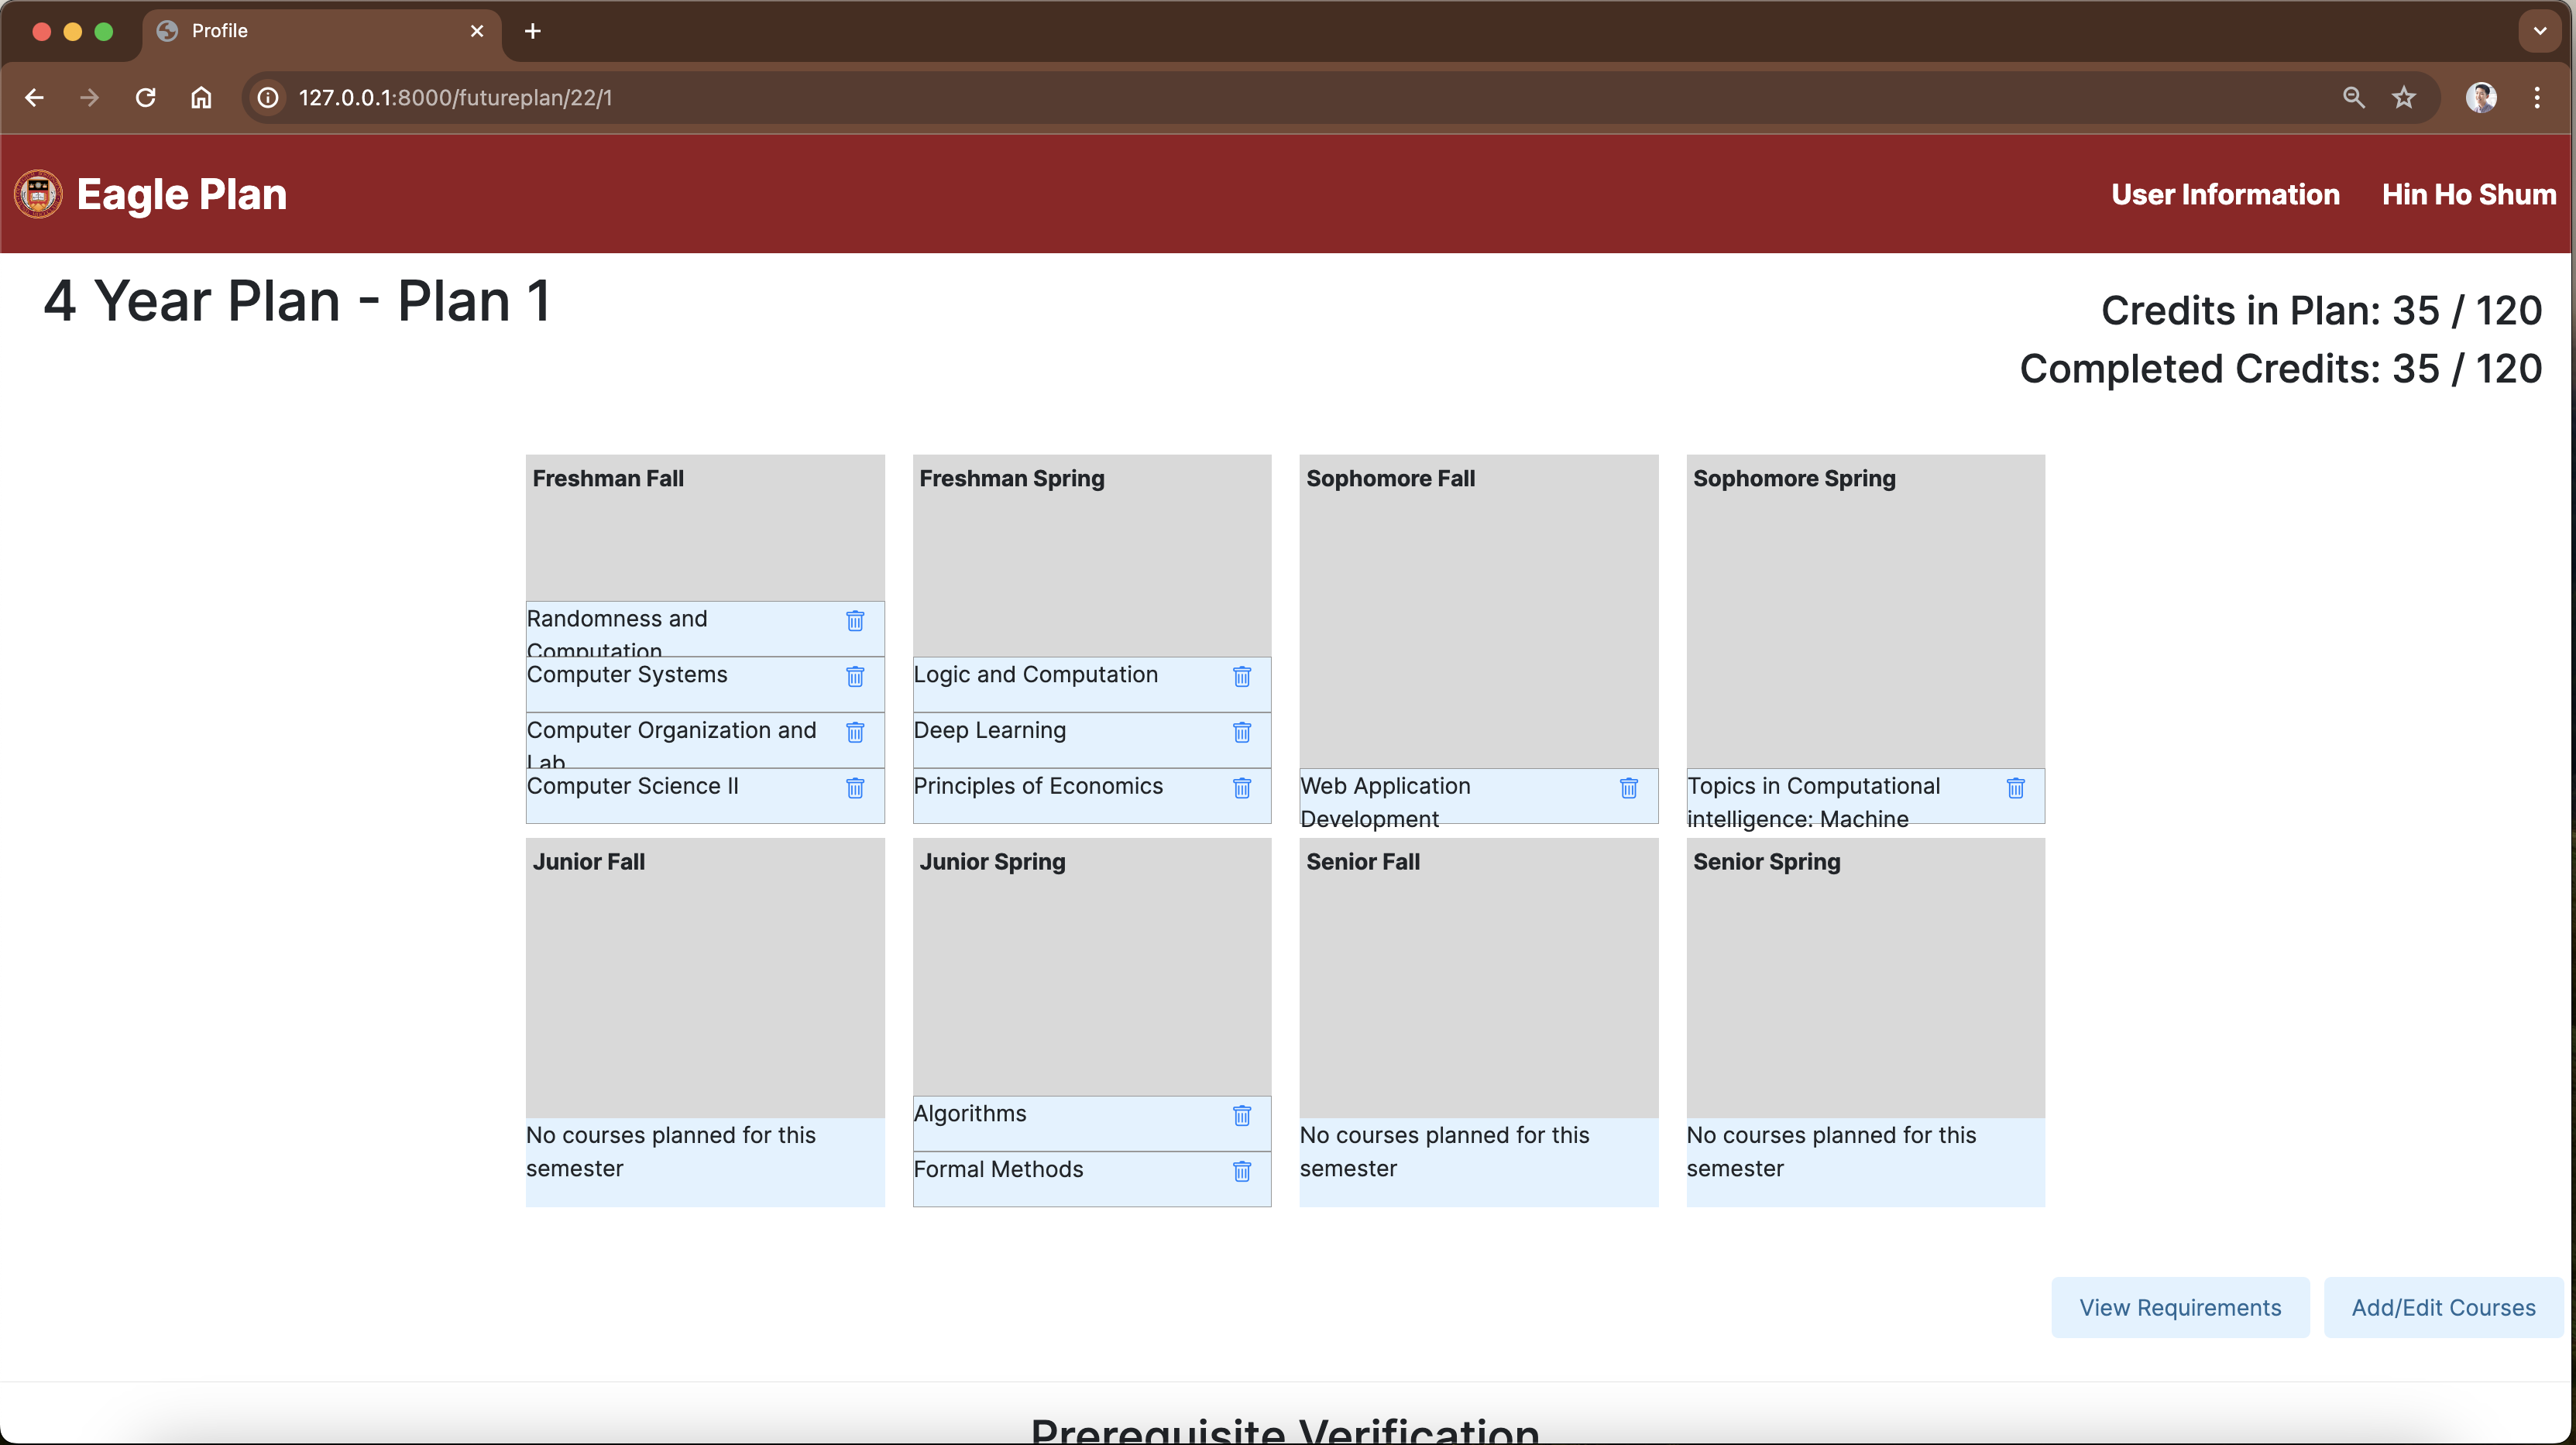 Profile
127.0.0.1:8000/futureplan/22/1
Eagle Plan
User Information
Hin Ho Shum
4 Year Plan - Plan 1
Credits in Plan: 35 / 120
Completed Credits: 35 / 120
Freshman Fall
Randomness and
Computation
Computer Systems
Computer Organization and
Lab
Computer Science II
Freshman Spring
Logic and Computation
Deep Learning
Principles of Economics
Sophomore Fall
Web Application
Development
Sophomore Spring
Topics in Computational
intelligence: Machine
Junior Fall
No courses planned for this
semester
Junior Spring
Algorithms
Formal Methods
Senior Fall
No courses planned for this
semester
Senior Spring
No courses planned for this
semester
View Requirements
Add/Edit Courses
Prerequisite Verification